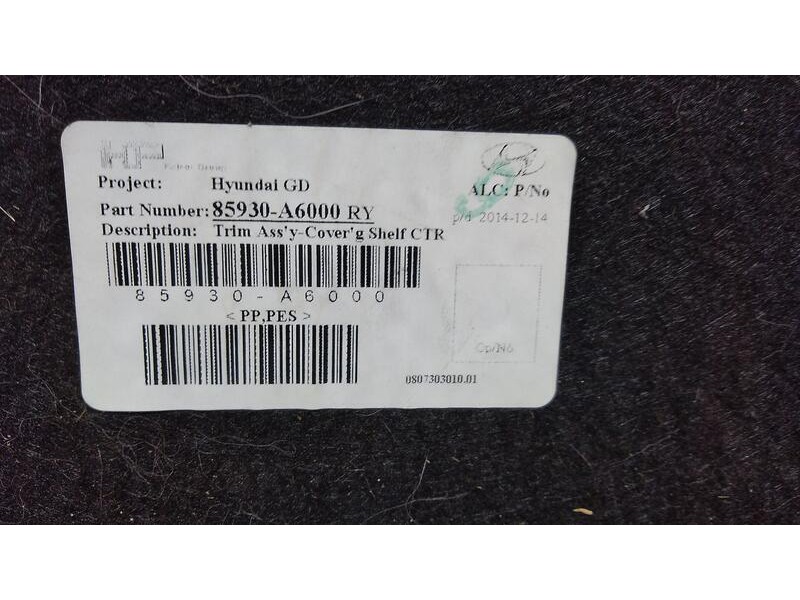 HP
Project: Hyundai GD
ALC: P/No
Part Number: 85930-A6000 RY
p/d 2014-12-14
Description: Trim Ass'y-Cover'g Shelf CTR
85930-A6000
< PP,PES >
Op/No
0807303010.01